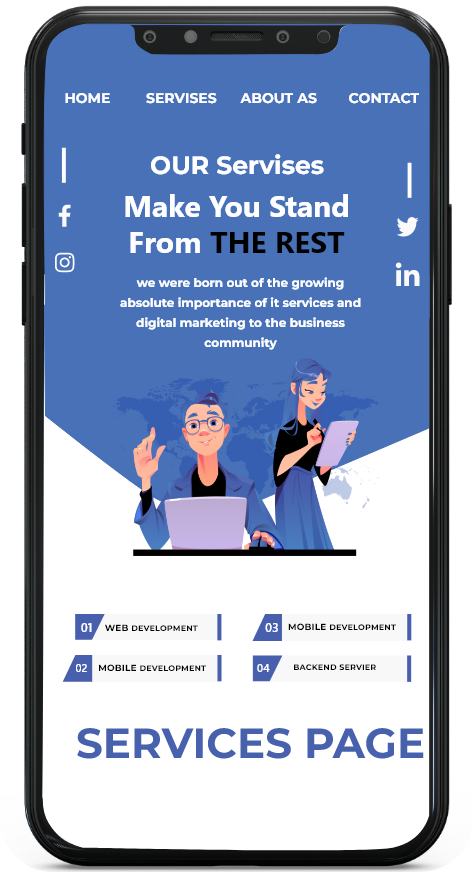 HOME SERVISES ABOUT AS CONTACT
OUR Servises
Make You Stand
From THE REST
we were born out of the growing
absolute importance of it services and
digital marketing to the business
community
01 WEB DEVELOPMENT
03 MOBILE DEVELOPMENT
02 MOBILE DEVELOPMENT
04 BACKEND SERVIER
SERVICES PAGE